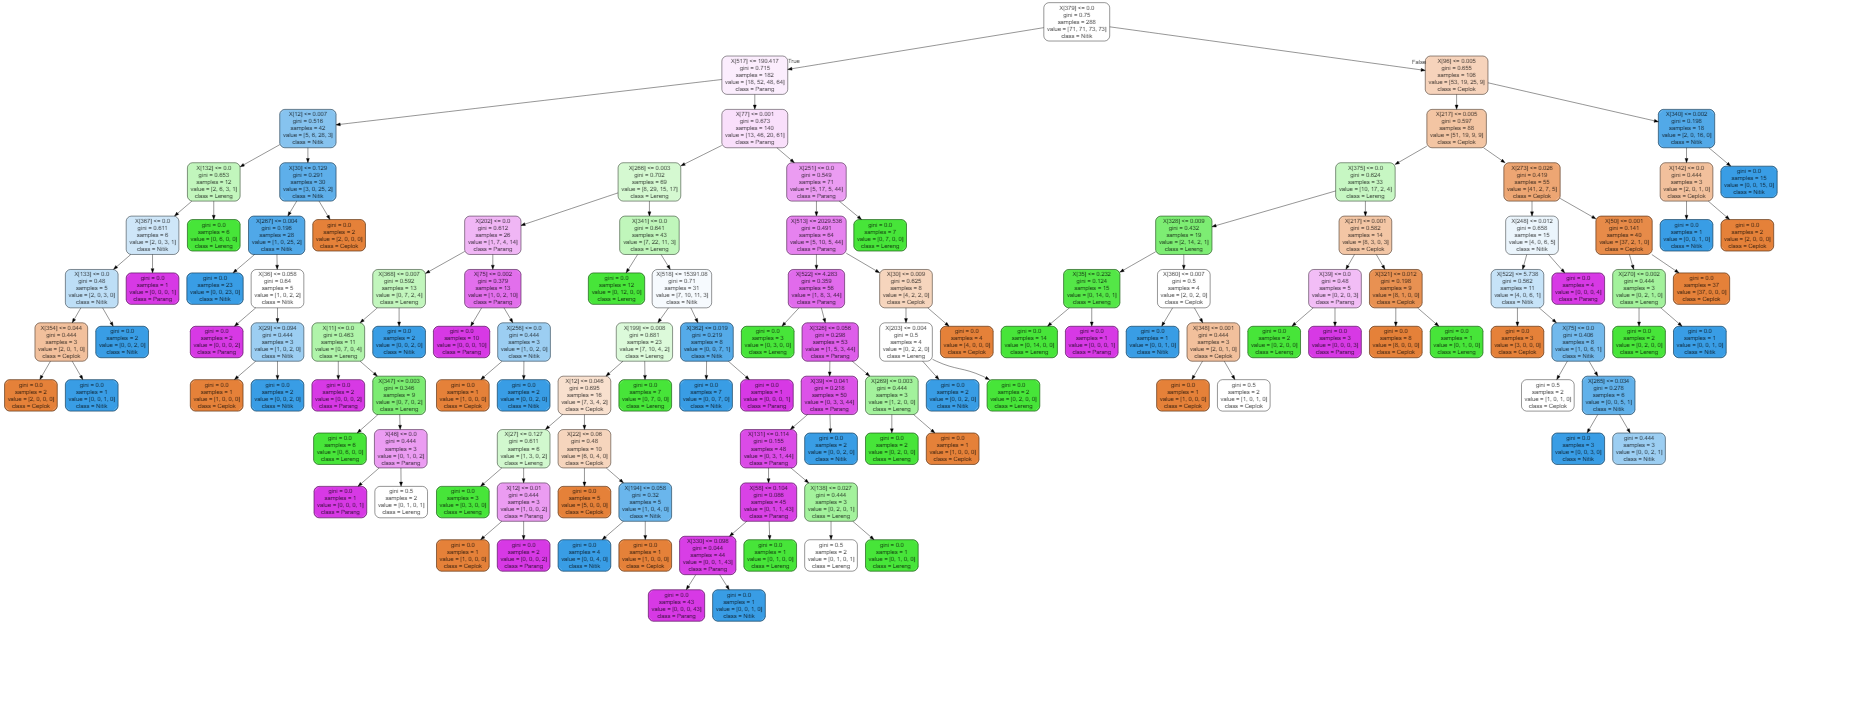 X[379] <= 0.0
gini = 0.75
samples = 288
value = [71, 71, 73, 73]
class = Nitik
True
False
X[517] <= 190.417
gini = 0.715
samples = 182
value = [18, 52, 48, 64]
class = Parang
X[98] <= 0.005
gini = 0.655
samples = 106
value = [53, 19, 25, 9]
class = Ceplok
X[12] <= 0.007
gini = 0.516
samples = 42
value = [5, 6, 28, 3]
class = Nitik
X[77] <= 0.001
gini = 0.673
samples = 140
value = [13, 46, 20, 61]
class = Parang
X[217] <= 0.005
gini = 0.597
samples = 88
value = [51, 19, 9, 9]
class = Ceplok
X[340] <= 0.002
gini = 0.198
samples = 18
value = [2, 0, 16, 0]
class = Nitik
X[132] <= 0.0
gini = 0.653
samples = 12
value = [2, 6, 3, 1]
class = Lereng
X[30] <= 0.129
gini = 0.291
samples = 30
value = [3, 0, 25, 2]
class = Nitik
X[266] <= 0.003
gini = 0.702
samples = 69
value = [8, 29, 15, 17]
class = Lereng
X[251] <= 0.0
gini = 0.549
samples = 71
value = [5, 17, 5, 44]
class = Parang
X[375] <= 0.0
gini = 0.624
samples = 33
value = [10, 17, 2, 4]
class = Lereng
X[273] <= 0.026
gini = 0.419
samples = 55
value = [41, 2, 7, 5]
class = Ceplok
X[142] <= 0.0
gini = 0.444
samples = 3
value = [2, 0, 1, 0]
class = Ceplok
gini = 0.0
samples = 15
value = [0, 0, 15, 0]
class = Nitik
X[367] <= 0.0
gini = 0.611
samples = 6
value = [2, 0, 3, 1]
class = Nitik
gini = 0.0
samples = 6
value = [0, 6, 0, 0]
class = Lereng
X[287] <= 0.004
gini = 0.196
samples = 28
value = [1, 0, 25, 2]
class = Nitik
gini = 0.0
samples = 2
value = [2, 0, 0, 0]
class = Ceplok
X[202] <= 0.0
gini = 0.612
samples = 26
value = [1, 7, 4, 14]
class = Parang
X[341] <= 0.0
gini = 0.641
samples = 43
value = [7, 22, 11, 3]
class = Lereng
X[513] <= 2029.538
gini = 0.491
samples = 64
value = [5, 10, 5, 44]
class = Parang
gini = 0.0
samples = 7
value = [0, 7, 0, 0]
class = Lereng
X[328] <= 0.009
gini = 0.432
samples = 19
value = [2, 14, 2, 1]
class = Lereng
X[217] <= 0.001
gini = 0.582
samples = 14
value = [8, 3, 0, 3]
class = Ceplok
X[248] <= 0.012
gini = 0.658
samples = 15
value = [4, 0, 6, 5]
class = Nitik
X[50] <= 0.001
gini = 0.141
samples = 40
value = [37, 2, 1, 0]
class = Ceplok
gini = 0.0
samples = 1
value = [0, 0, 1, 0]
class = Nitik
gini = 0.0
samples = 2
value = [2, 0, 0, 0]
class = Ceplok
X[133] <= 0.0
gini = 0.48
samples = 5
value = [2, 0, 3, 0]
class = Nitik
gini = 0.0
samples = 1
value = [0, 0, 0, 1]
class = Parang
gini = 0.0
samples = 23
value = [0, 0, 23, 0]
class = Nitik
X[36] <= 0.058
gini = 0.64
samples = 5
value = [1, 0, 2, 2]
class = Nitik
X[368] <= 0.007
gini = 0.592
samples = 13
value = [0, 7, 2, 4]
class = Lereng
X[75] <= 0.002
gini = 0.379
samples = 13
value = [1, 0, 2, 10]
class = Parang
gini = 0.0
samples = 12
value = [0, 12, 0, 0]
class = Lereng
X[518] <= 15391.08
gini = 0.71
samples = 31
value = [7, 10, 11, 3]
class = Nitik
X[522] <= 4.283
gini = 0.359
samples = 56
value = [1, 8, 3, 44]
class = Parang
X[30] <= 0.009
gini = 0.625
samples = 8
value = [4, 2, 2, 0]
class = Ceplok
X[35] <= 0.232
gini = 0.124
samples = 15
value = [0, 14, 0, 1]
class = Lereng
X[360] <= 0.007
gini = 0.5
samples = 4
value = [2, 0, 2, 0]
class = Ceplok
X[39] <= 0.0
gini = 0.48
samples = 5
value = [0, 2, 0, 3]
class = Parang
X[321] <= 0.012
gini = 0.198
samples = 9
value = [8, 1, 0, 0]
class = Ceplok
X[522] <= 5.738
gini = 0.562
samples = 11
value = [4, 0, 6, 1]
class = Nitik
gini = 0.0
samples = 4
value = [0, 0, 0, 4]
class = Parang
X[279] <= 0.002
gini = 0.444
samples = 3
value = [0, 2, 1, 0]
class = Lereng
gini = 0.0
samples = 37
value = [37, 0, 0, 0]
class = Ceplok
X[354] <= 0.044
gini = 0.444
samples = 3
value = [2, 0, 1, 0]
class = Ceplok
gini = 0.0
samples = 2
value = [0, 0, 2, 0]
class = Nitik
gini = 0.0
samples = 2
value = [0, 0, 0, 2]
class = Parang
X[29] <= 0.094
gini = 0.444
samples = 3
value = [1, 0, 2, 0]
class = Nitik
X[11] <= 0.0
gini = 0.463
samples = 11
value = [0, 7, 0, 4]
class = Lereng
gini = 0.0
samples = 2
value = [0, 0, 2, 0]
class = Nitik
gini = 0.0
samples = 10
value = [0, 0, 0, 10]
class = Parang
X[256] <= 0.0
gini = 0.444
samples = 3
value = [1, 0, 2, 0]
class = Nitik
X[199] <= 0.008
gini = 0.681
samples = 23
value = [7, 10, 4, 2]
class = Lereng
X[362] <= 0.019
gini = 0.219
samples = 8
value = [0, 0, 7, 1]
class = Nitik
gini = 0.0
samples = 3
value = [0, 3, 0, 0]
class = Lereng
X[326] <= 0.058
gini = 0.296
samples = 53
value = [1, 5, 3, 44]
class = Parang
X[203] <= 0.004
gini = 0.5
samples = 4
value = [0, 2, 2, 0]
class = Lereng
gini = 0.0
samples = 4
value = [4, 0, 0, 0]
class = Ceplok
gini = 0.0
samples = 14
value = [0, 14, 0, 0]
class = Lereng
gini = 0.0
samples = 1
value = [0, 0, 0, 1]
class = Parang
gini = 0.0
samples = 1
value = [0, 0, 1, 0]
class = Nitik
X[348] <= 0.001
gini = 0.444
samples = 3
value = [2, 0, 1, 0]
class = Ceplok
gini = 0.0
samples = 2
value = [0, 2, 0, 0]
class = Lereng
gini = 0.0
samples = 3
value = [0, 0, 0, 3]
class = Parang
gini = 0.0
samples = 8
value = [8, 0, 0, 0]
class = Ceplok
gini = 0.0
samples = 1
value = [0, 1, 0, 0]
class = Lereng
gini = 0.0
samples = 3
value = [3, 0, 0, 0]
class = Ceplok
X[75] <= 0.0
gini = 0.406
samples = 8
value = [1, 0, 6, 1]
class = Nitik
gini = 0.0
samples = 2
value = [0, 2, 0, 0]
class = Lereng
gini = 0.0
samples = 1
value = [0, 0, 1, 0]
class = Nitik
gini = 0.0
samples = 2
value = [2, 0, 0, 0]
class = Ceplok
gini = 0.0
samples = 1
value = [0, 0, 1, 0]
class = Nitik
gini = 0.0
samples = 1
value = [1, 0, 0, 0]
class = Ceplok
gini = 0.0
samples = 2
value = [0, 0, 2, 0]
class = Nitik
gini = 0.0
samples = 2
value = [0, 0, 0, 2]
class = Parang
X[347] <= 0.003
gini = 0.346
samples = 9
value = [0, 7, 0, 2]
class = Lereng
gini = 0.0
samples = 1
value = [1, 0, 0, 0]
class = Ceplok
gini = 0.0
samples = 2
value = [0, 0, 2, 0]
class = Nitik
X[12] <= 0.046
gini = 0.695
samples = 16
value = [7, 3, 4, 2]
class = Ceplok
gini = 0.0
samples = 7
value = [0, 7, 0, 0]
class = Lereng
gini = 0.0
samples = 7
value = [0, 0, 7, 0]
class = Nitik
gini = 0.0
samples = 1
value = [0, 0, 0, 1]
class = Parang
X[39] <= 0.041
gini = 0.218
samples = 50
value = [0, 3, 3, 44]
class = Parang
X[269] <= 0.003
gini = 0.444
samples = 3
value = [1, 2, 0, 0]
class = Lereng
gini = 0.0
samples = 2
value = [0, 0, 2, 0]
class = Nitik
gini = 0.0
samples = 2
value = [0, 2, 0, 0]
class = Lereng
gini = 0.0
samples = 1
value = [1, 0, 0, 0]
class = Ceplok
gini = 0.5
samples = 2
value = [1, 0, 1, 0]
class = Ceplok
gini = 0.5
samples = 2
value = [1, 0, 1, 0]
class = Ceplok
X[268] <= 0.034
gini = 0.278
samples = 6
value = [0, 0, 5, 1]
class = Nitik
gini = 0.0
samples = 6
value = [0, 6, 0, 0]
class = Lereng
X[48] <= 0.0
gini = 0.444
samples = 3
value = [0, 1, 0, 2]
class = Parang
X[27] <= 0.127
gini = 0.611
samples = 6
value = [1, 3, 0, 2]
class = Lereng
X[22] <= 0.06
gini = 0.48
samples = 10
value = [6, 0, 4, 0]
class = Ceplok
X[131] <= 0.114
gini = 0.155
samples = 48
value = [0, 3, 1, 44]
class = Parang
gini = 0.0
samples = 2
value = [0, 0, 2, 0]
class = Nitik
gini = 0.0
samples = 2
value = [0, 2, 0, 0]
class = Lereng
gini = 0.0
samples = 1
value = [1, 0, 0, 0]
class = Ceplok
gini = 0.0
samples = 3
value = [0, 0, 3, 0]
class = Nitik
gini = 0.444
samples = 3
value = [0, 0, 2, 1]
class = Nitik
gini = 0.0
samples = 1
value = [0, 0, 0, 1]
class = Parang
gini = 0.5
samples = 2
value = [0, 1, 0, 1]
class = Lereng
gini = 0.0
samples = 3
value = [0, 3, 0, 0]
class = Lereng
X[12] <= 0.01
gini = 0.444
samples = 3
value = [1, 0, 0, 2]
class = Parang
gini = 0.0
samples = 5
value = [5, 0, 0, 0]
class = Ceplok
X[194] <= 0.058
gini = 0.32
samples = 5
value = [1, 0, 4, 0]
class = Nitik
X[58] <= 0.104
gini = 0.086
samples = 45
value = [0, 1, 1, 43]
class = Parang
X[138] <= 0.027
gini = 0.444
samples = 3
value = [0, 2, 0, 1]
class = Lereng
gini = 0.0
samples = 1
value = [1, 0, 0, 0]
class = Ceplok
gini = 0.0
samples = 2
value = [0, 0, 0, 2]
class = Parang
gini = 0.0
samples = 4
value = [0, 0, 4, 0]
class = Nitik
gini = 0.0
samples = 1
value = [1, 0, 0, 0]
class = Ceplok
X[330] <= 0.098
gini = 0.044
samples = 44
value = [0, 0, 1, 43]
class = Parang
gini = 0.0
samples = 1
value = [0, 1, 0, 0]
class = Lereng
gini = 0.5
samples = 2
value = [0, 1, 0, 1]
class = Lereng
gini = 0.0
samples = 1
value = [0, 1, 0, 0]
class = Lereng
gini = 0.0
samples = 43
value = [0, 0, 0, 43]
class = Parang
gini = 0.0
samples = 1
value = [0, 0, 1, 0]
class = Nitik